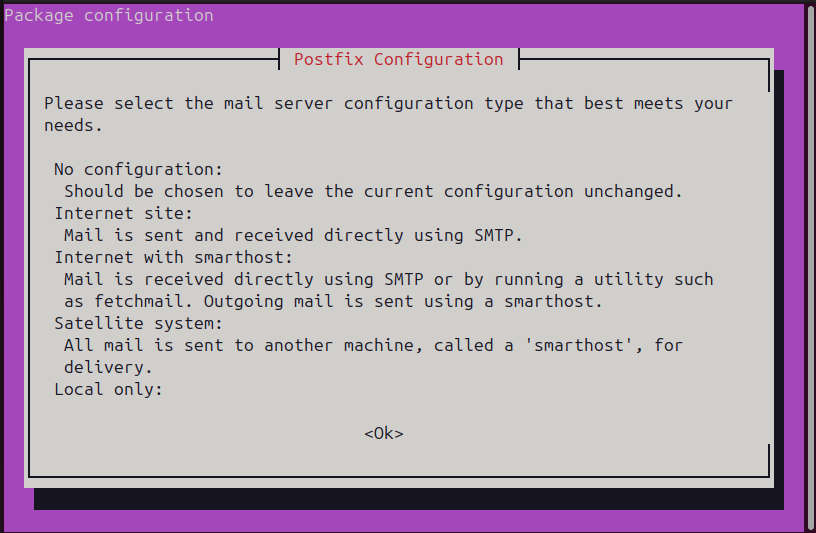 Package configuration
Postfix Configuration
Please select the mail server configuration type that best meets your
needs.
No configuration:
Should be chosen to leave the current configuration unchanged.
Internet site:
Mail is sent and received directly using SMTP.
Internet with smarthost:
Mail is received directly using SMTP or by running a utility such
as fetchmail. Outgoing mail is sent using a smarthost.
Satellite system:
All mail is sent to another machine, called a 'smarthost', for
delivery.
Local only:
<Ok>